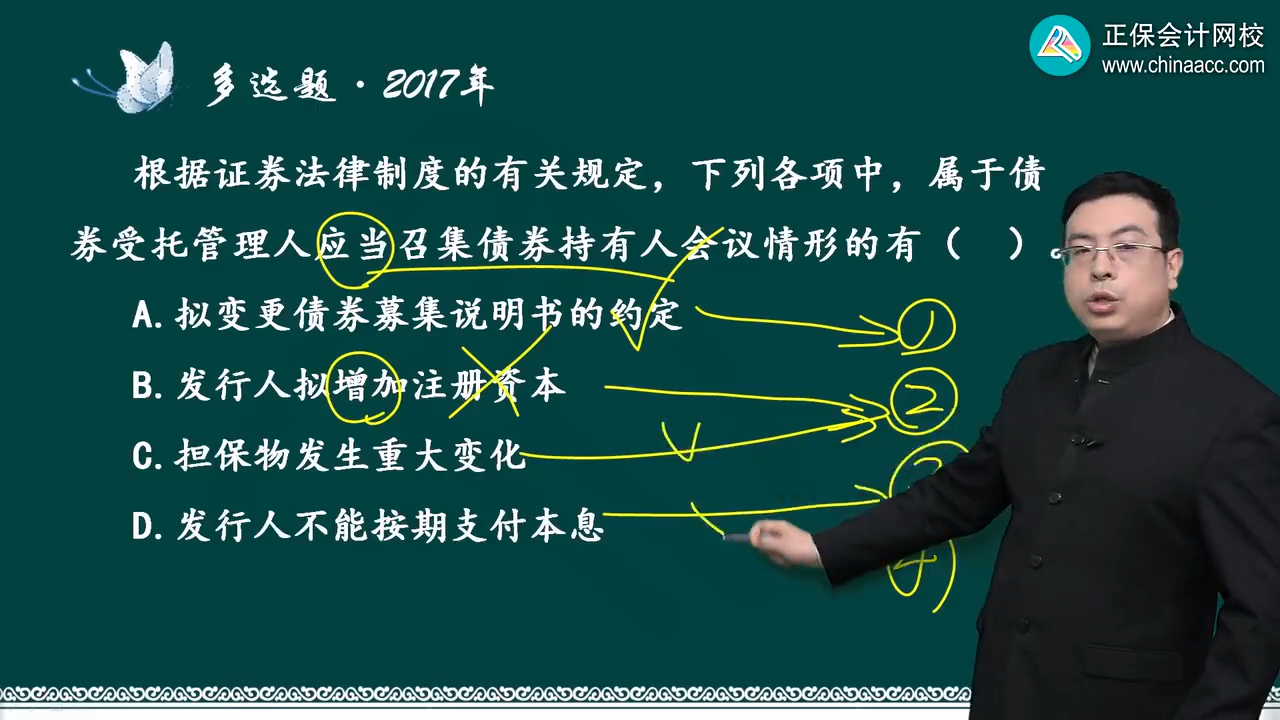 正保会计网校
www.chinaacc.com
多选题·2017年
根据证券法律制度的有关规定，下列各项中，属于债
券受托管理人应当召集债券持有人会议情形的有（ ）。
A.拟变更债券募集说明书的约定
B.发行人拟增加注册资本
C.担保物发生重大变化
D.发行人不能按期支付本息
1
2
4